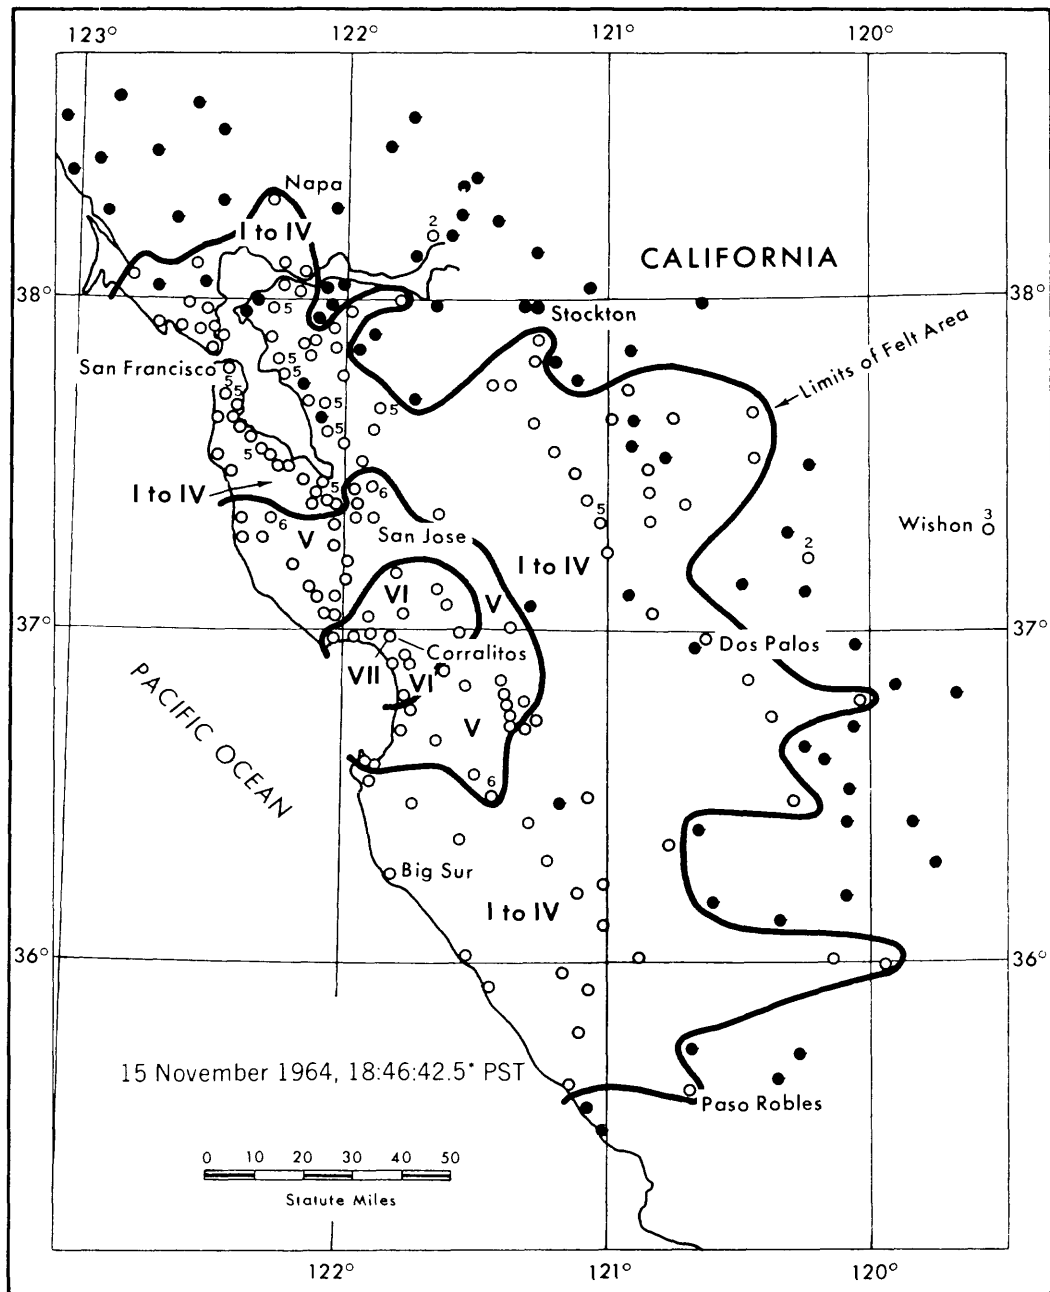 123° 122° 121° 120°
Napa
I to IV
2
CALIFORNIA
38° 38°
5
Stockton
Limits of Felt Area
San Francisco
5
5
5
5
5
5
5
5
I to IV
5
6
5
Wishon
3
6
V
San Jose
2
I to IV
VI
V
37° 37°
Dos Palos
Corralitos
VII
VI
PACIFIC OCEAN
V
6
Big Sur
I to IV
36° 36°
15 November 1964, 18:46:42.5* PST
Paso Robles
0 10 20 30 40 50
Statute Miles
122° 121° 120°